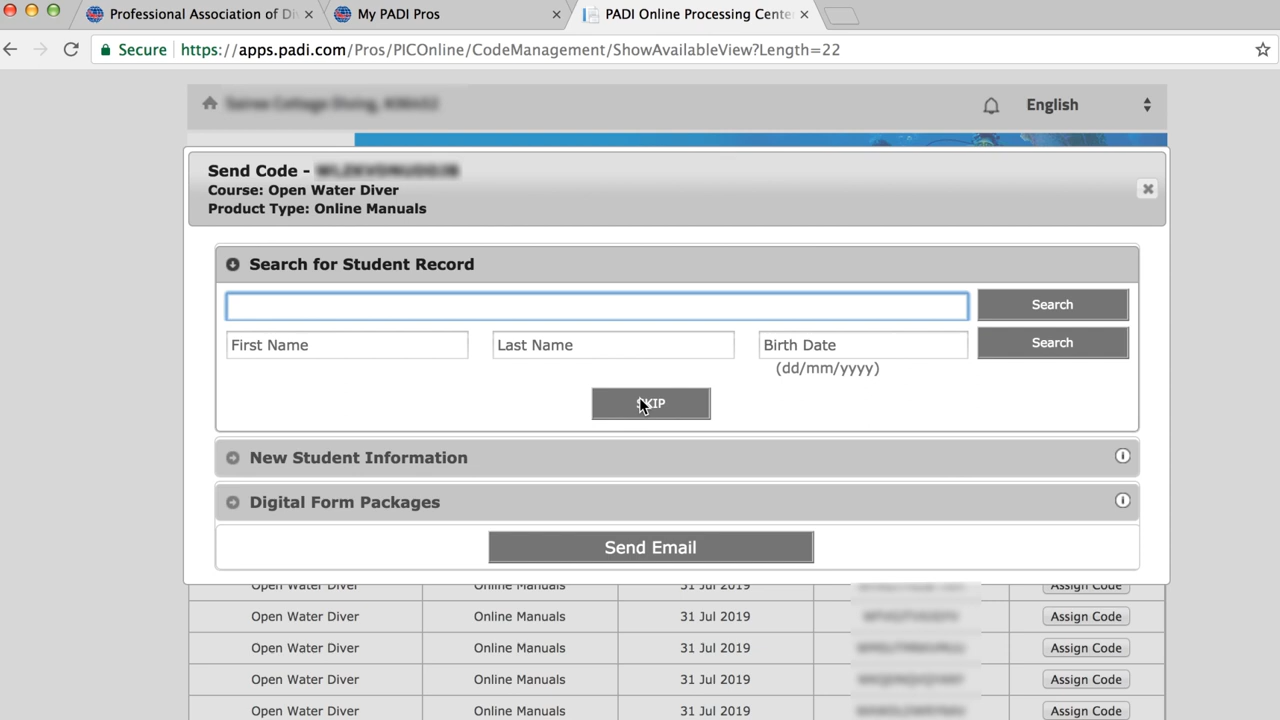 Professional Association of Di
My PADI Pros
PADI Online Processing Cente
Secure https://apps.padi.com/Pros/PICOnline/CodeManagement/ShowAvailableView?Length=22
English
Send Code -
Course: Open Water Diver
Product Type: Online Manuals
Search for Student Record
Search
First Name Last Name Birth Date Search
(dd/mm/yyyy)
SKIP
New Student Information
Digital Form Packages
Send Email
Open Water Diver Online Manuals 31 Jul 2019 Assign Code
Open Water Diver Online Manuals 31 Jul 2019 Assign Code
Open Water Diver Online Manuals 31 Jul 2019 Assign Code
Open Water Diver Online Manuals 31 Jul 2019 Assign Code
Open Water Diver Online Manuals 31 Jul 2019 Assign Code